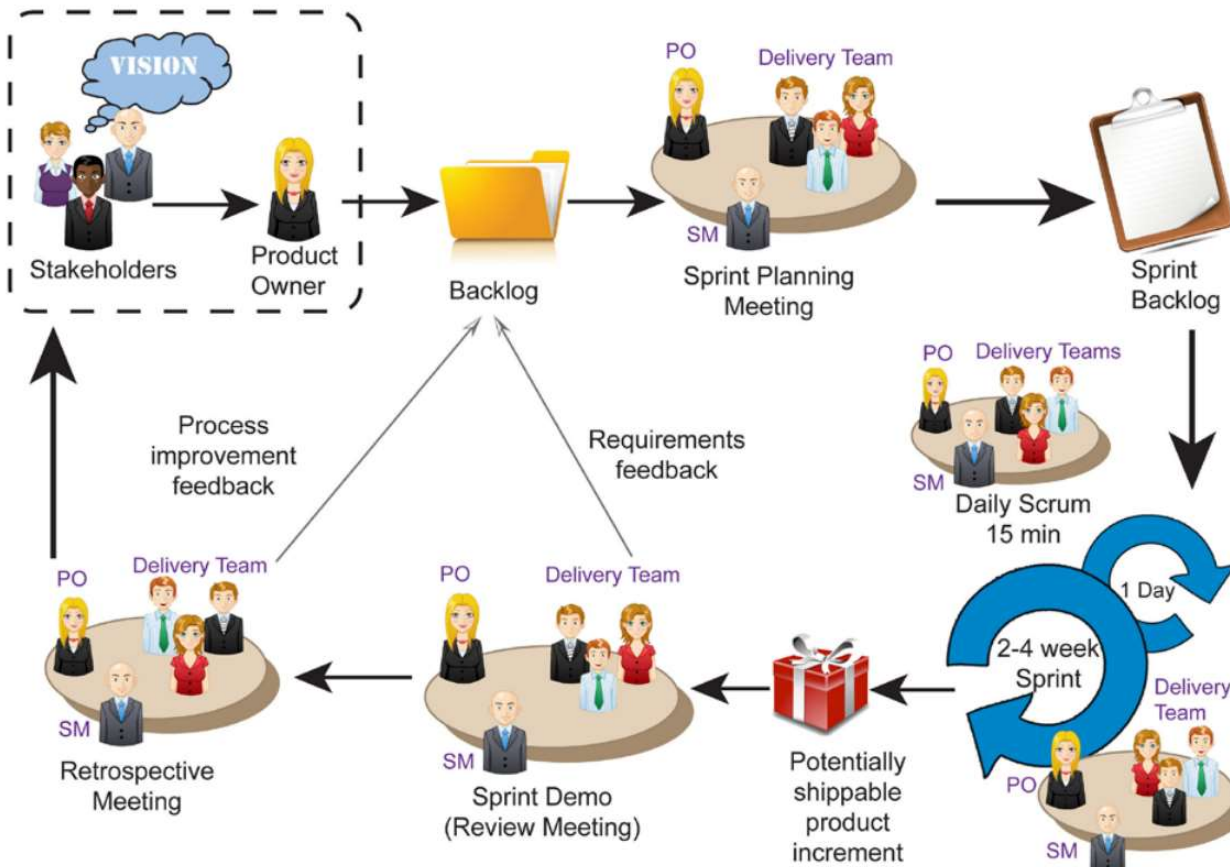 VISION
Stakeholders
Product
Owner
Backlog
PO
Delivery Team
SM
Sprint Planning
Meeting
Sprint
Backlog
PO
Delivery Teams
SM
Daily Scrum
15 min
1 Day
2-4 week
Sprint
Delivery
Team
PO
SM
Potentially
shippable
product
increment
Requirements
feedback
PO
Delivery Team
SM
Sprint Demo
(Review Meeting)
Process
improvement
feedback
PO
Delivery Team
SM
Retrospective
Meeting